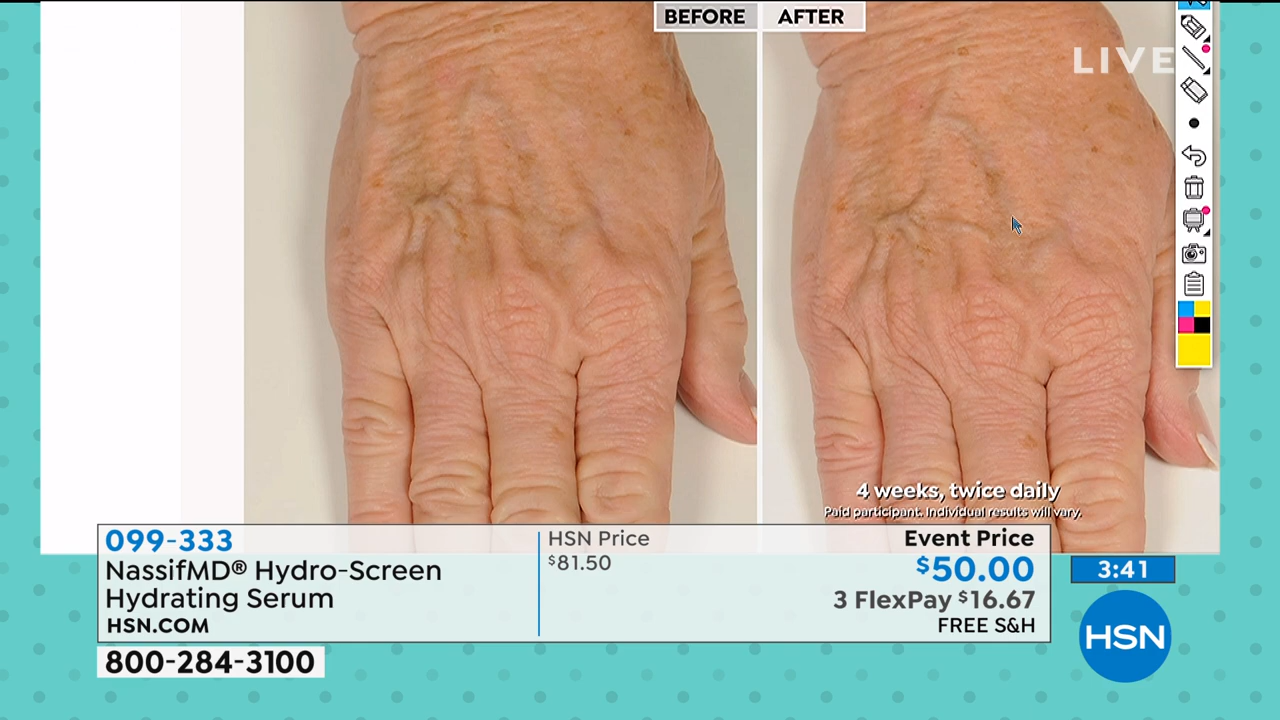 BEFORE AFTER
LIVE
4 weeks, twice daily
Paid participant. Individual results will vary.
099-333
NassifMD® Hydro-Screen
Hydrating Serum
HSN.COM
HSN Price
$81.50
Event Price
$50.00
3 FlexPay $16.67
FREE S&H
3:41
HSN
800-284-3100